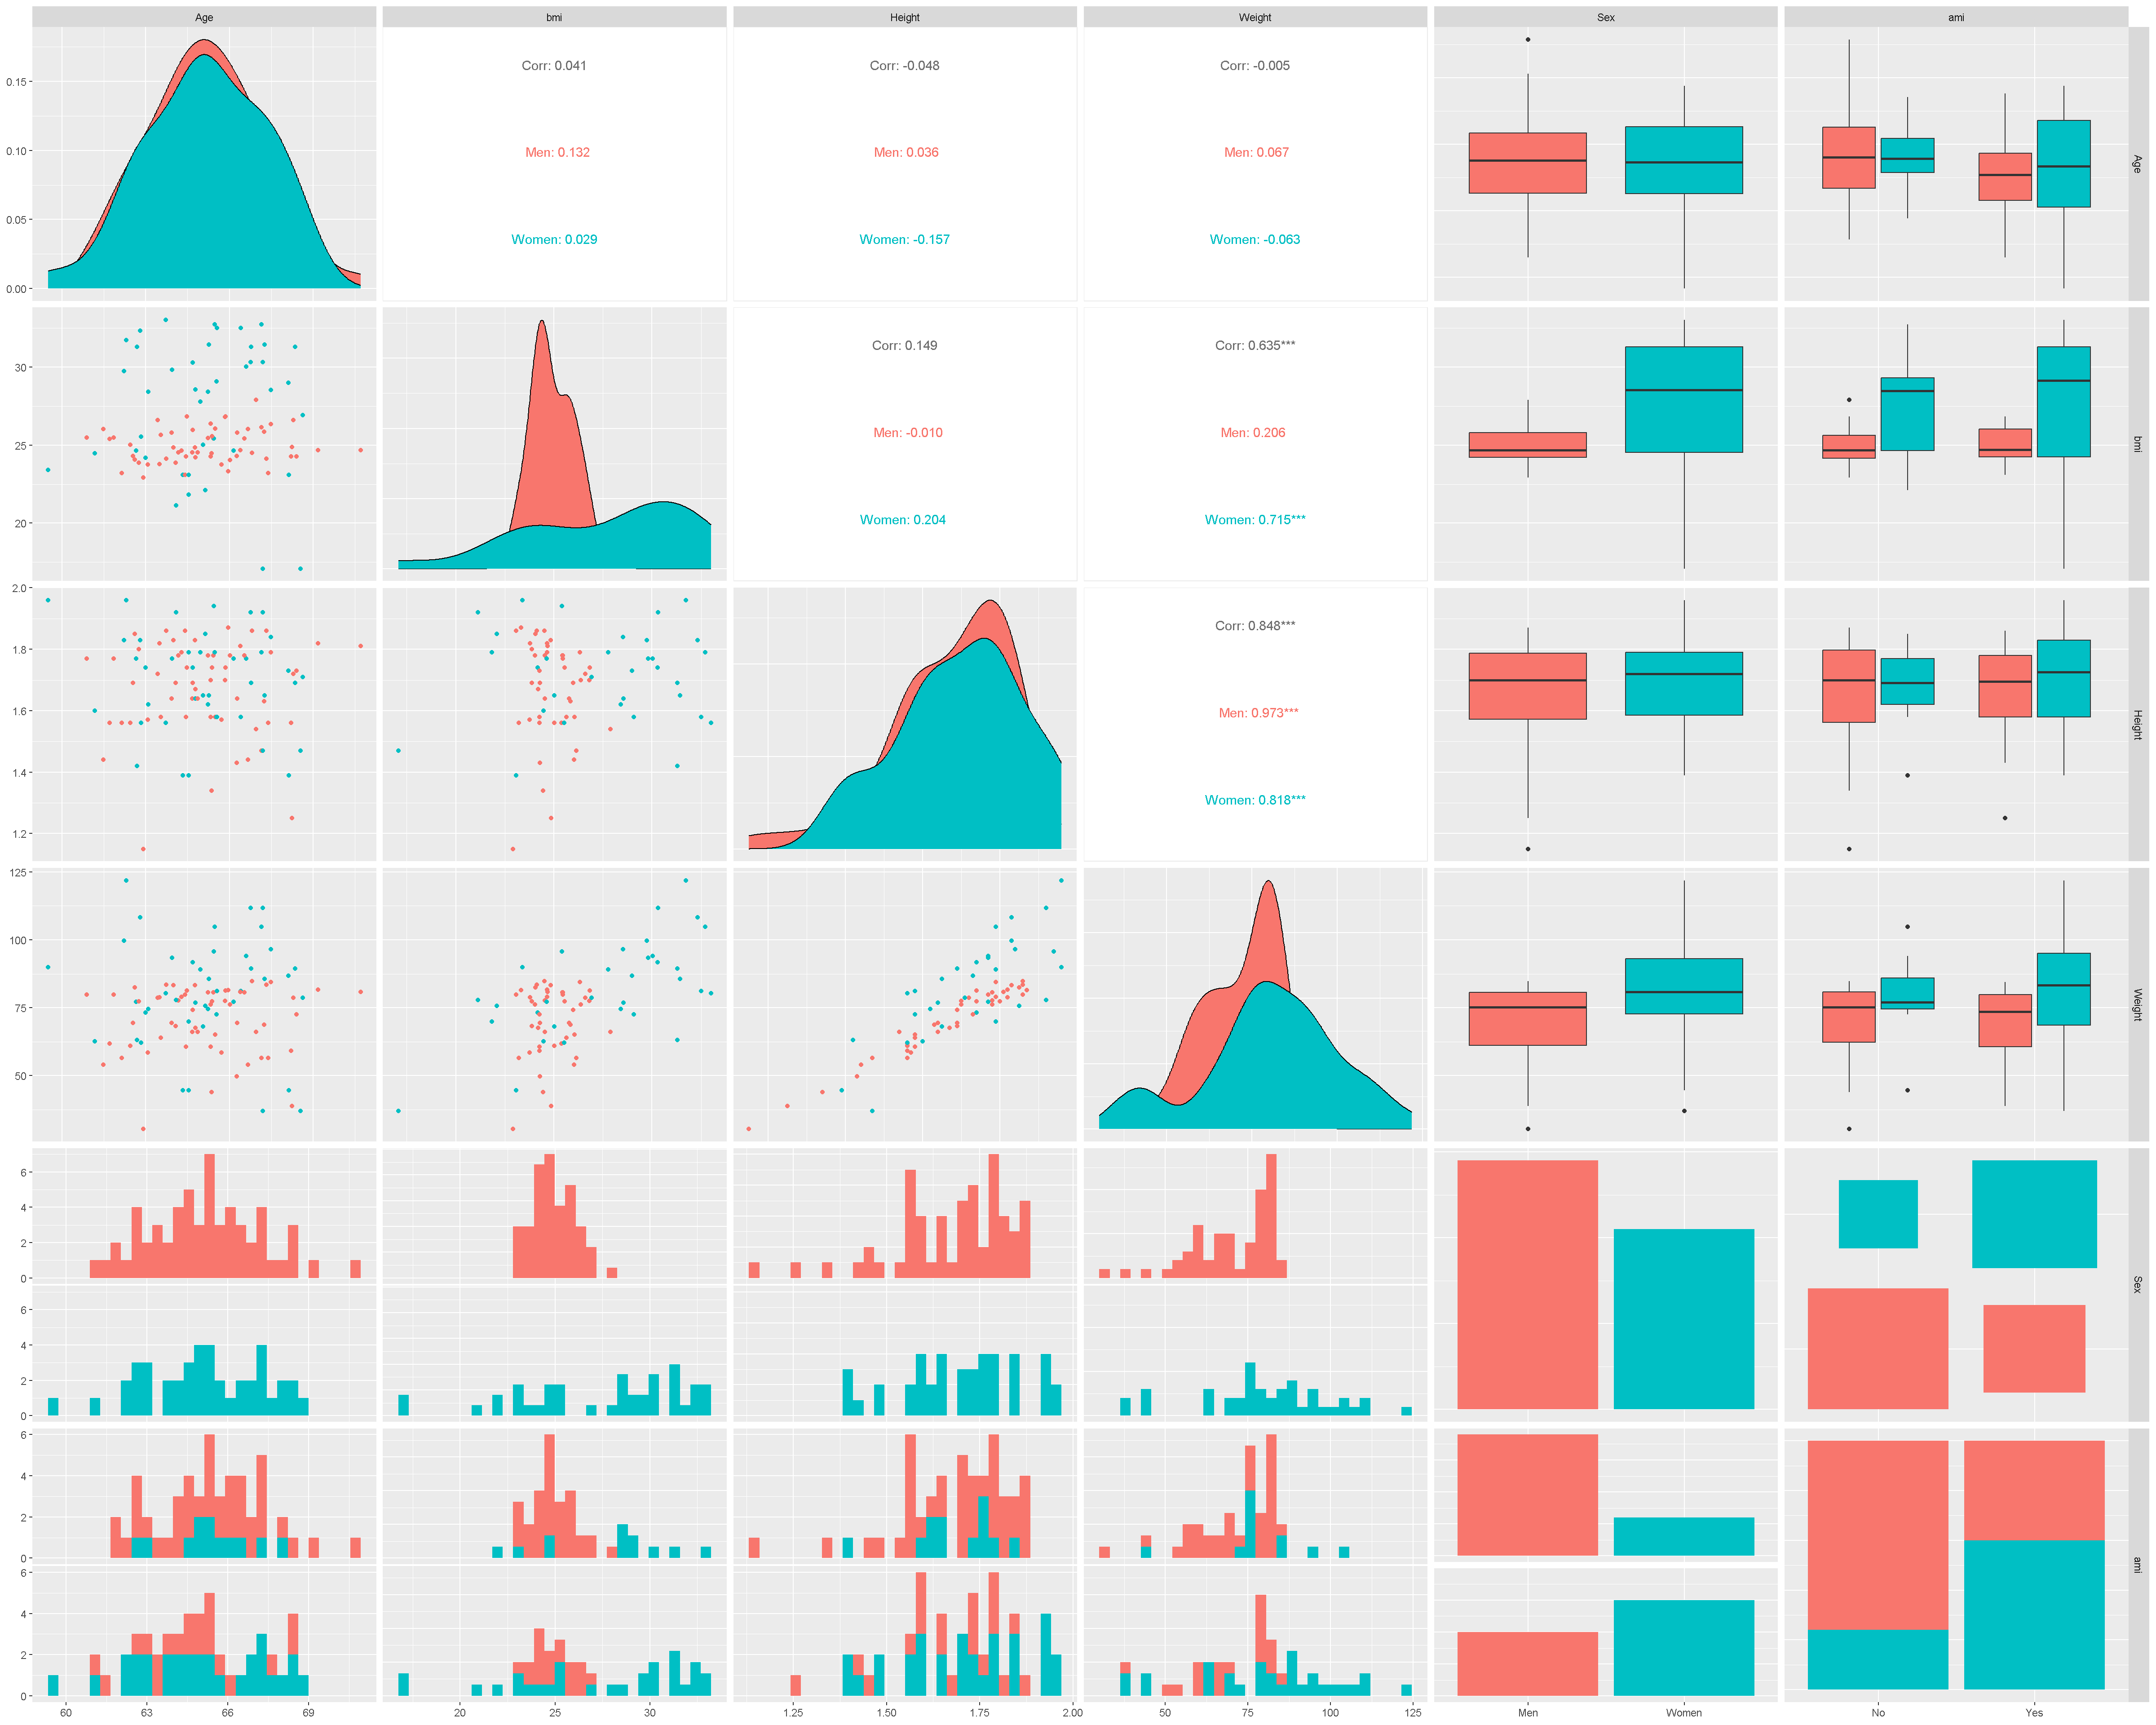 Age bmi Height Weight Sex ami
0.15
0.10
0.05
0.00
Corr: 0.041
Men: 0.132
Women: 0.029
Corr: -0.048
Men: 0.036
Women: -0.157
Corr: -0.005
Men: 0.067
Women: -0.063
Age
30
25
20
Corr: 0.149
Men: -0.010
Women: 0.204
Corr: 0.635***
Men: 0.206
Women: 0.715***
bmi
2.0
1.8
1.6
1.4
1.2
Corr: 0.848***
Men: 0.973***
Women: 0.818***
Height
125
100
75
50
Weight
6
4
2
0
6
4
2
0
Sex
6
4
2
0
6
4
2
0
ami
60 63 66 69 20 25 30 1.25 1.50 1.75 2.00 50 75 100 125 Men Women No Yes